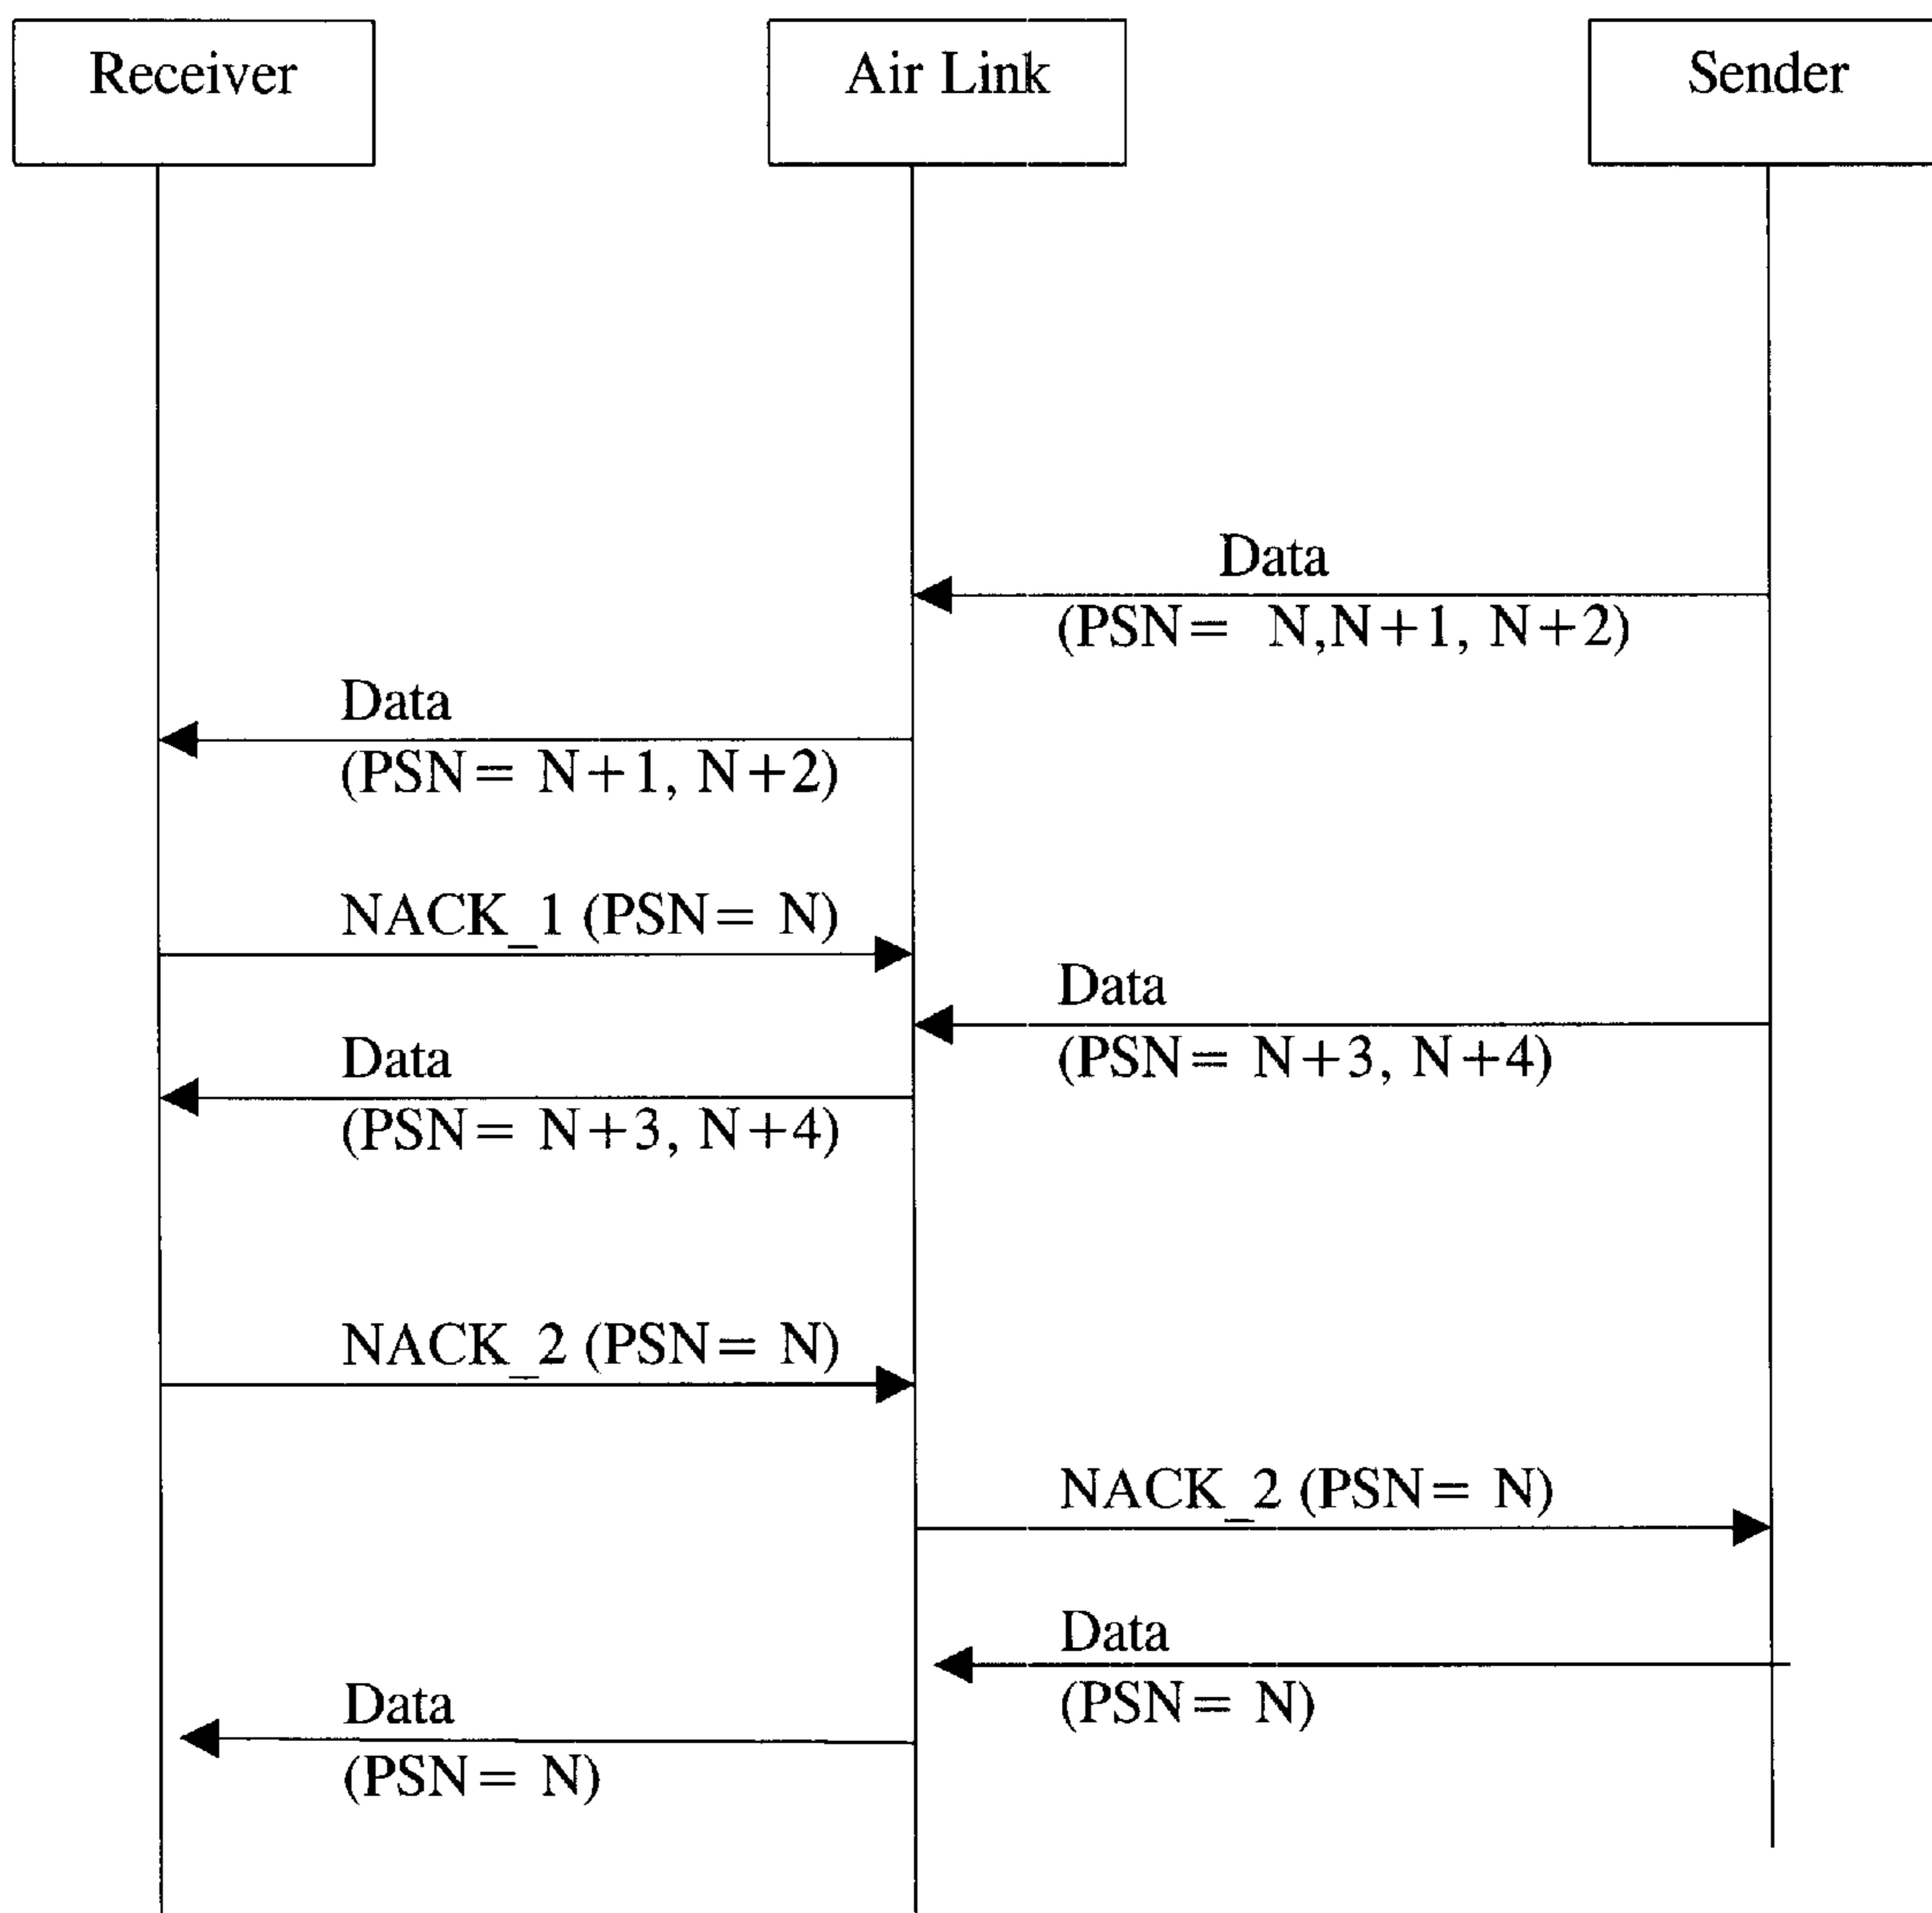 Receiver
Air Link
Sender
Data
(PSN= N,N+1, N+2)
Data
(PSN= N+1, N+2)
NACK_1 (PSN= N)
Data
(PSN= N+3, N+4)
Data
(PSN= N+3, N+4)
NACK_2 (PSN= N)
NACK_2 (PSN= N)
Data
(PSN= N)
Data
(PSN= N)